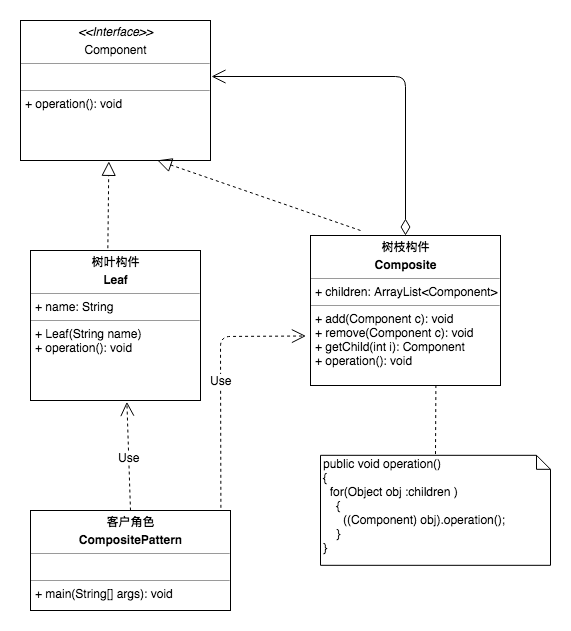 <<Interface>>
Component
+ operation(): void
树叶构件
Leaf
+ name: String
+ Leaf(String name)
+ operation(): void
树枝构件
Composite
+ children: ArrayList<Component>
+ add(Component c): void
+ remove(Component c): void
+ getChild(int i): Component
+ operation(): void
Use
Use
客户角色
CompositePattern
+ main(String[] args): void
public void operation()
{
for(Object obj :children )
{
((Component) obj).operation();
}
}